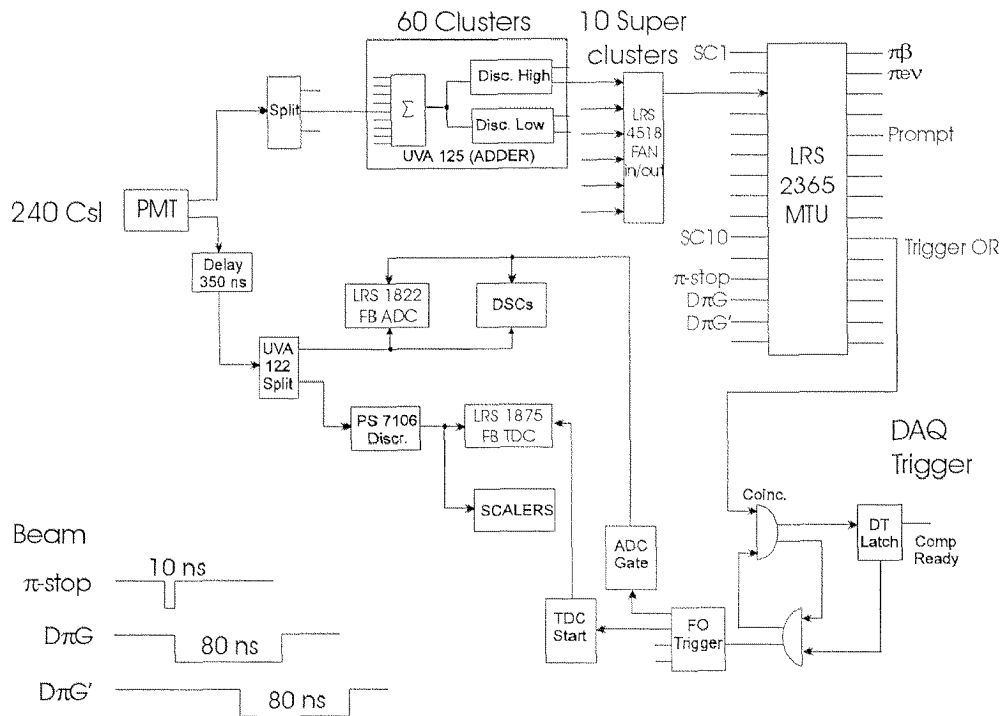 60 Clusters
10 Super
clusters
SC1
πβ
πeν
Split
Σ
Disc. High
Disc. Low
UVA 125 (ADDER)
LRS
4518
FAN
in/out
Prompt
LRS
2365
MTU
240 CsI
PMT
SC10
Trigger OR
Delay
350 ns
π-stop
DπG
DπG'
LRS 1822
FB ADC
DSCs
UVA
122
Split
PS 7106
Discr.
LRS 1875
FB TDC
SCALERS
DAQ
Trigger
Coinc.
DT
Latch
Comp
Ready
ADC
Gate
TDC
Start
FO
Trigger
Beam
π-stop
10 ns
DπG
80 ns
DπG'
80 ns